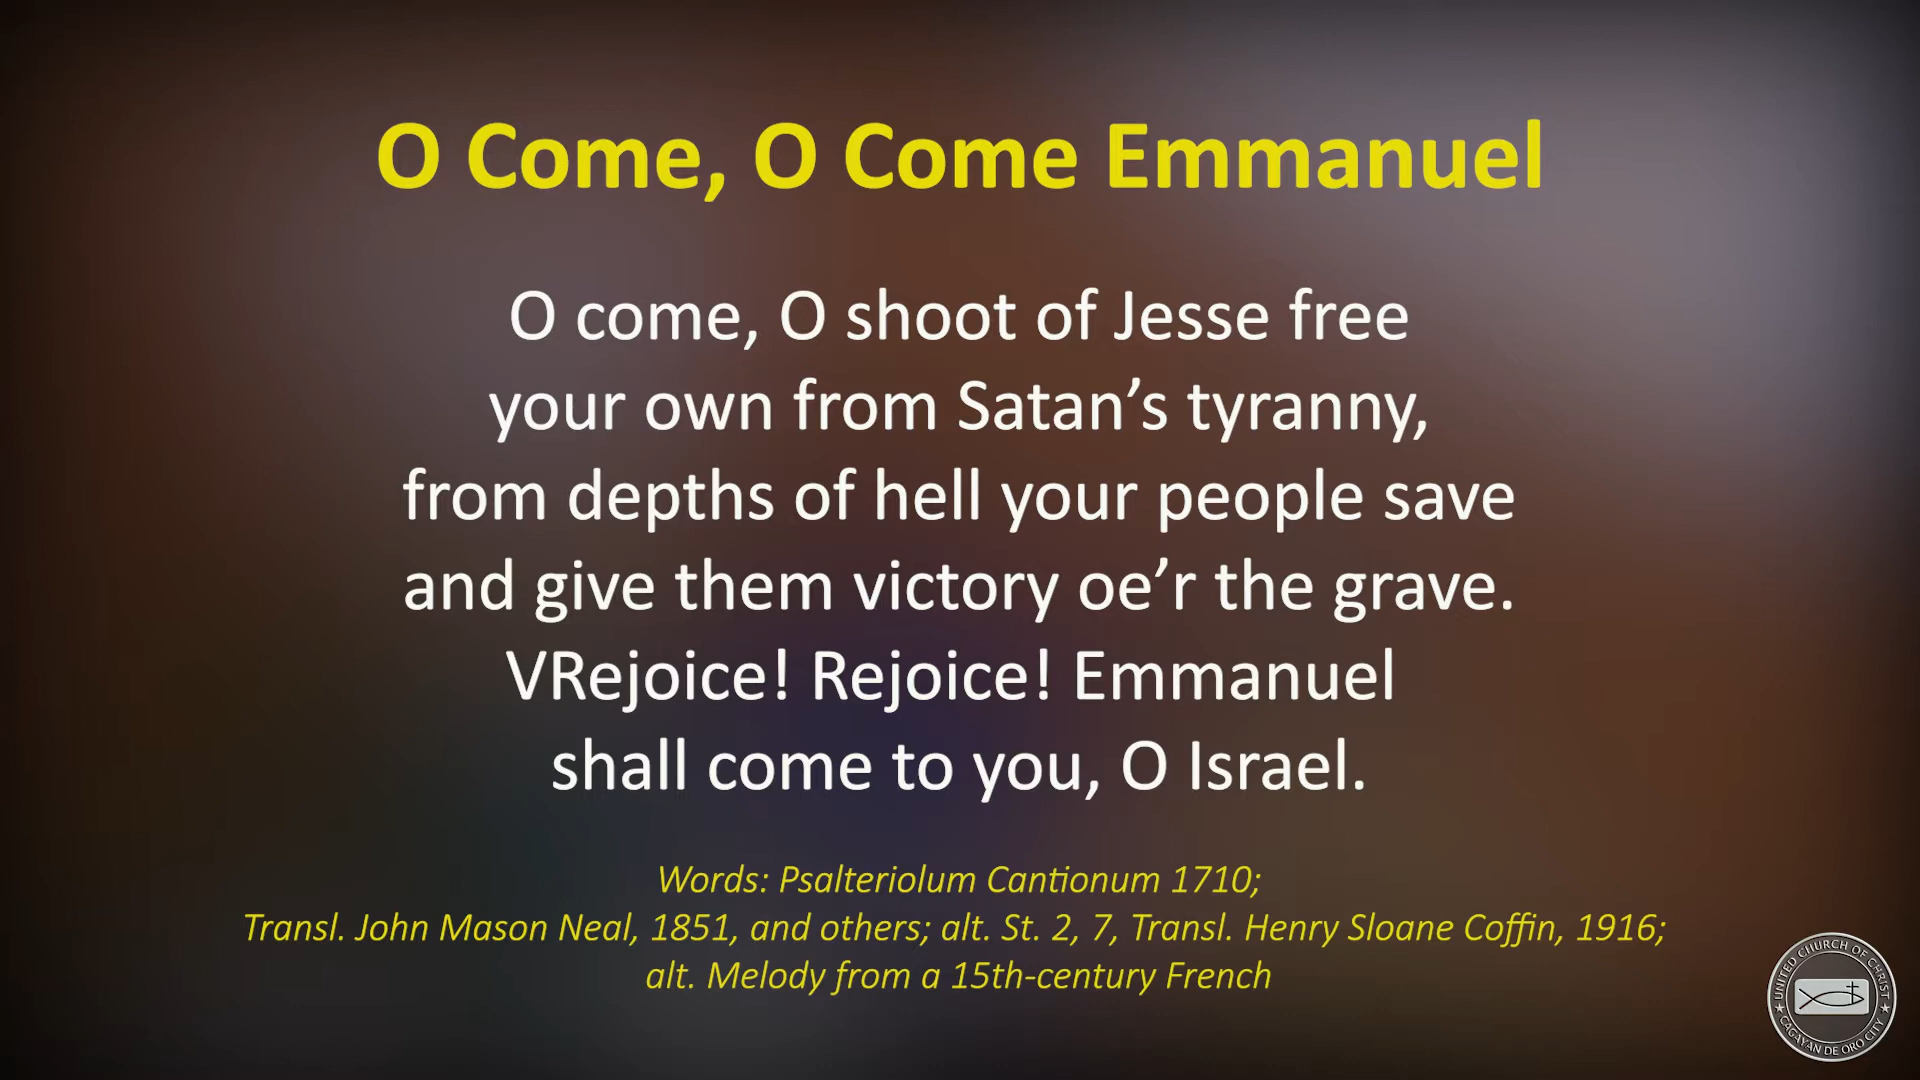 O Come, O Come Emmanuel
O come, O shoot of Jesse free
your own from Satan’s tyranny,
from depths of hell your people save
and give them victory oe’r the grave.
VRejoice! Rejoice! Emmanuel
shall come to you, O Israel.
Words: Psalteriolum Cantionum 1710;
Transl. John Mason Neal, 1851, and others; alt. St. 2, 7, Transl. Henry Sloane Coffin, 1916;
alt. Melody from a 15th-century French
UNITED CHURCH OF CHRIST
CAGAYAN DE ORO CITY